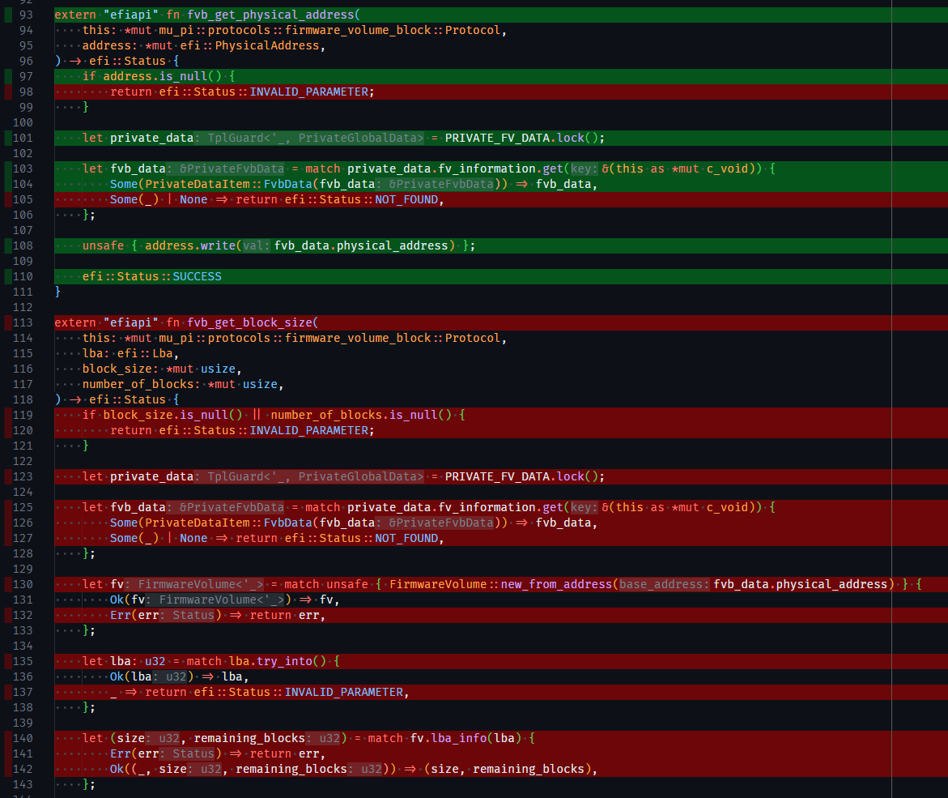 93 extern "efiapi" fn fvb_get_physical_address(
94 this: *mut mu_pi::protocols::firmware_volume_block::Protocol,
95 address: *mut efi::PhysicalAddress,
96 ) -> efi::Status {
97 ····if address.is_null() {
98 return efi::Status::INVALID_PARAMETER;
99 ····}
100
101 let private_data: TplGuard<'_, PrivateGlobalData> = PRIVATE_FV_DATA.lock();
102
103 let fvb_data: &PrivateFvbData = match private_data.fv_information.get(key: &(this as *mut c_void)) {
104 Some(PrivateDataItem::FvbData(fvb_data: &PrivateFvbData)) => fvb_data,
105 Some(_) | None => return efi::Status::NOT_FOUND,
106 ····};
107
108 unsafe { address.write(val: fvb_data.physical_address) };
109
110 ····efi::Status::SUCCESS
111 }
112
113 extern "efiapi" fn fvb_get_block_size(
114 this: *mut mu_pi::protocols::firmware_volume_block::Protocol,
115 lba: efi::Lba,
116 block_size: *mut usize,
117 number_of_blocks: *mut usize,
118 ) -> efi::Status {
119 ····if block_size.is_null() || number_of_blocks.is_null() {
120 return efi::Status::INVALID_PARAMETER;
121 ····}
122
123 let private_data: TplGuard<'_, PrivateGlobalData> = PRIVATE_FV_DATA.lock();
124
125 let fvb_data: &PrivateFvbData = match private_data.fv_information.get(key: &(this as *mut c_void)) {
126 Some(PrivateDataItem::FvbData(fvb_data: &PrivateFvbData)) => fvb_data,
127 Some(_) | None => return efi::Status::NOT_FOUND,
128 ····};
129
130 let fv: FirmwareVolume<'_> = match unsafe { FirmwareVolume::new_from_address(base_address: fvb_data.physical_address) } {
131 Ok(fv: FirmwareVolume<'_>) => fv,
132 Err(err: Status) => return err,
133 ····};
134
135 let lba: u32 = match lba.try_into() {
136 Ok(lba: u32) => lba,
137 _ => return efi::Status::INVALID_PARAMETER,
138 ····};
139
140 let (size: u32, remaining_blocks: u32) = match fv.lba_info(lba) {
141 Err(err: Status) => return err,
142 Ok((_, size: u32, remaining_blocks: u32)) => (size, remaining_blocks),
143 ····};